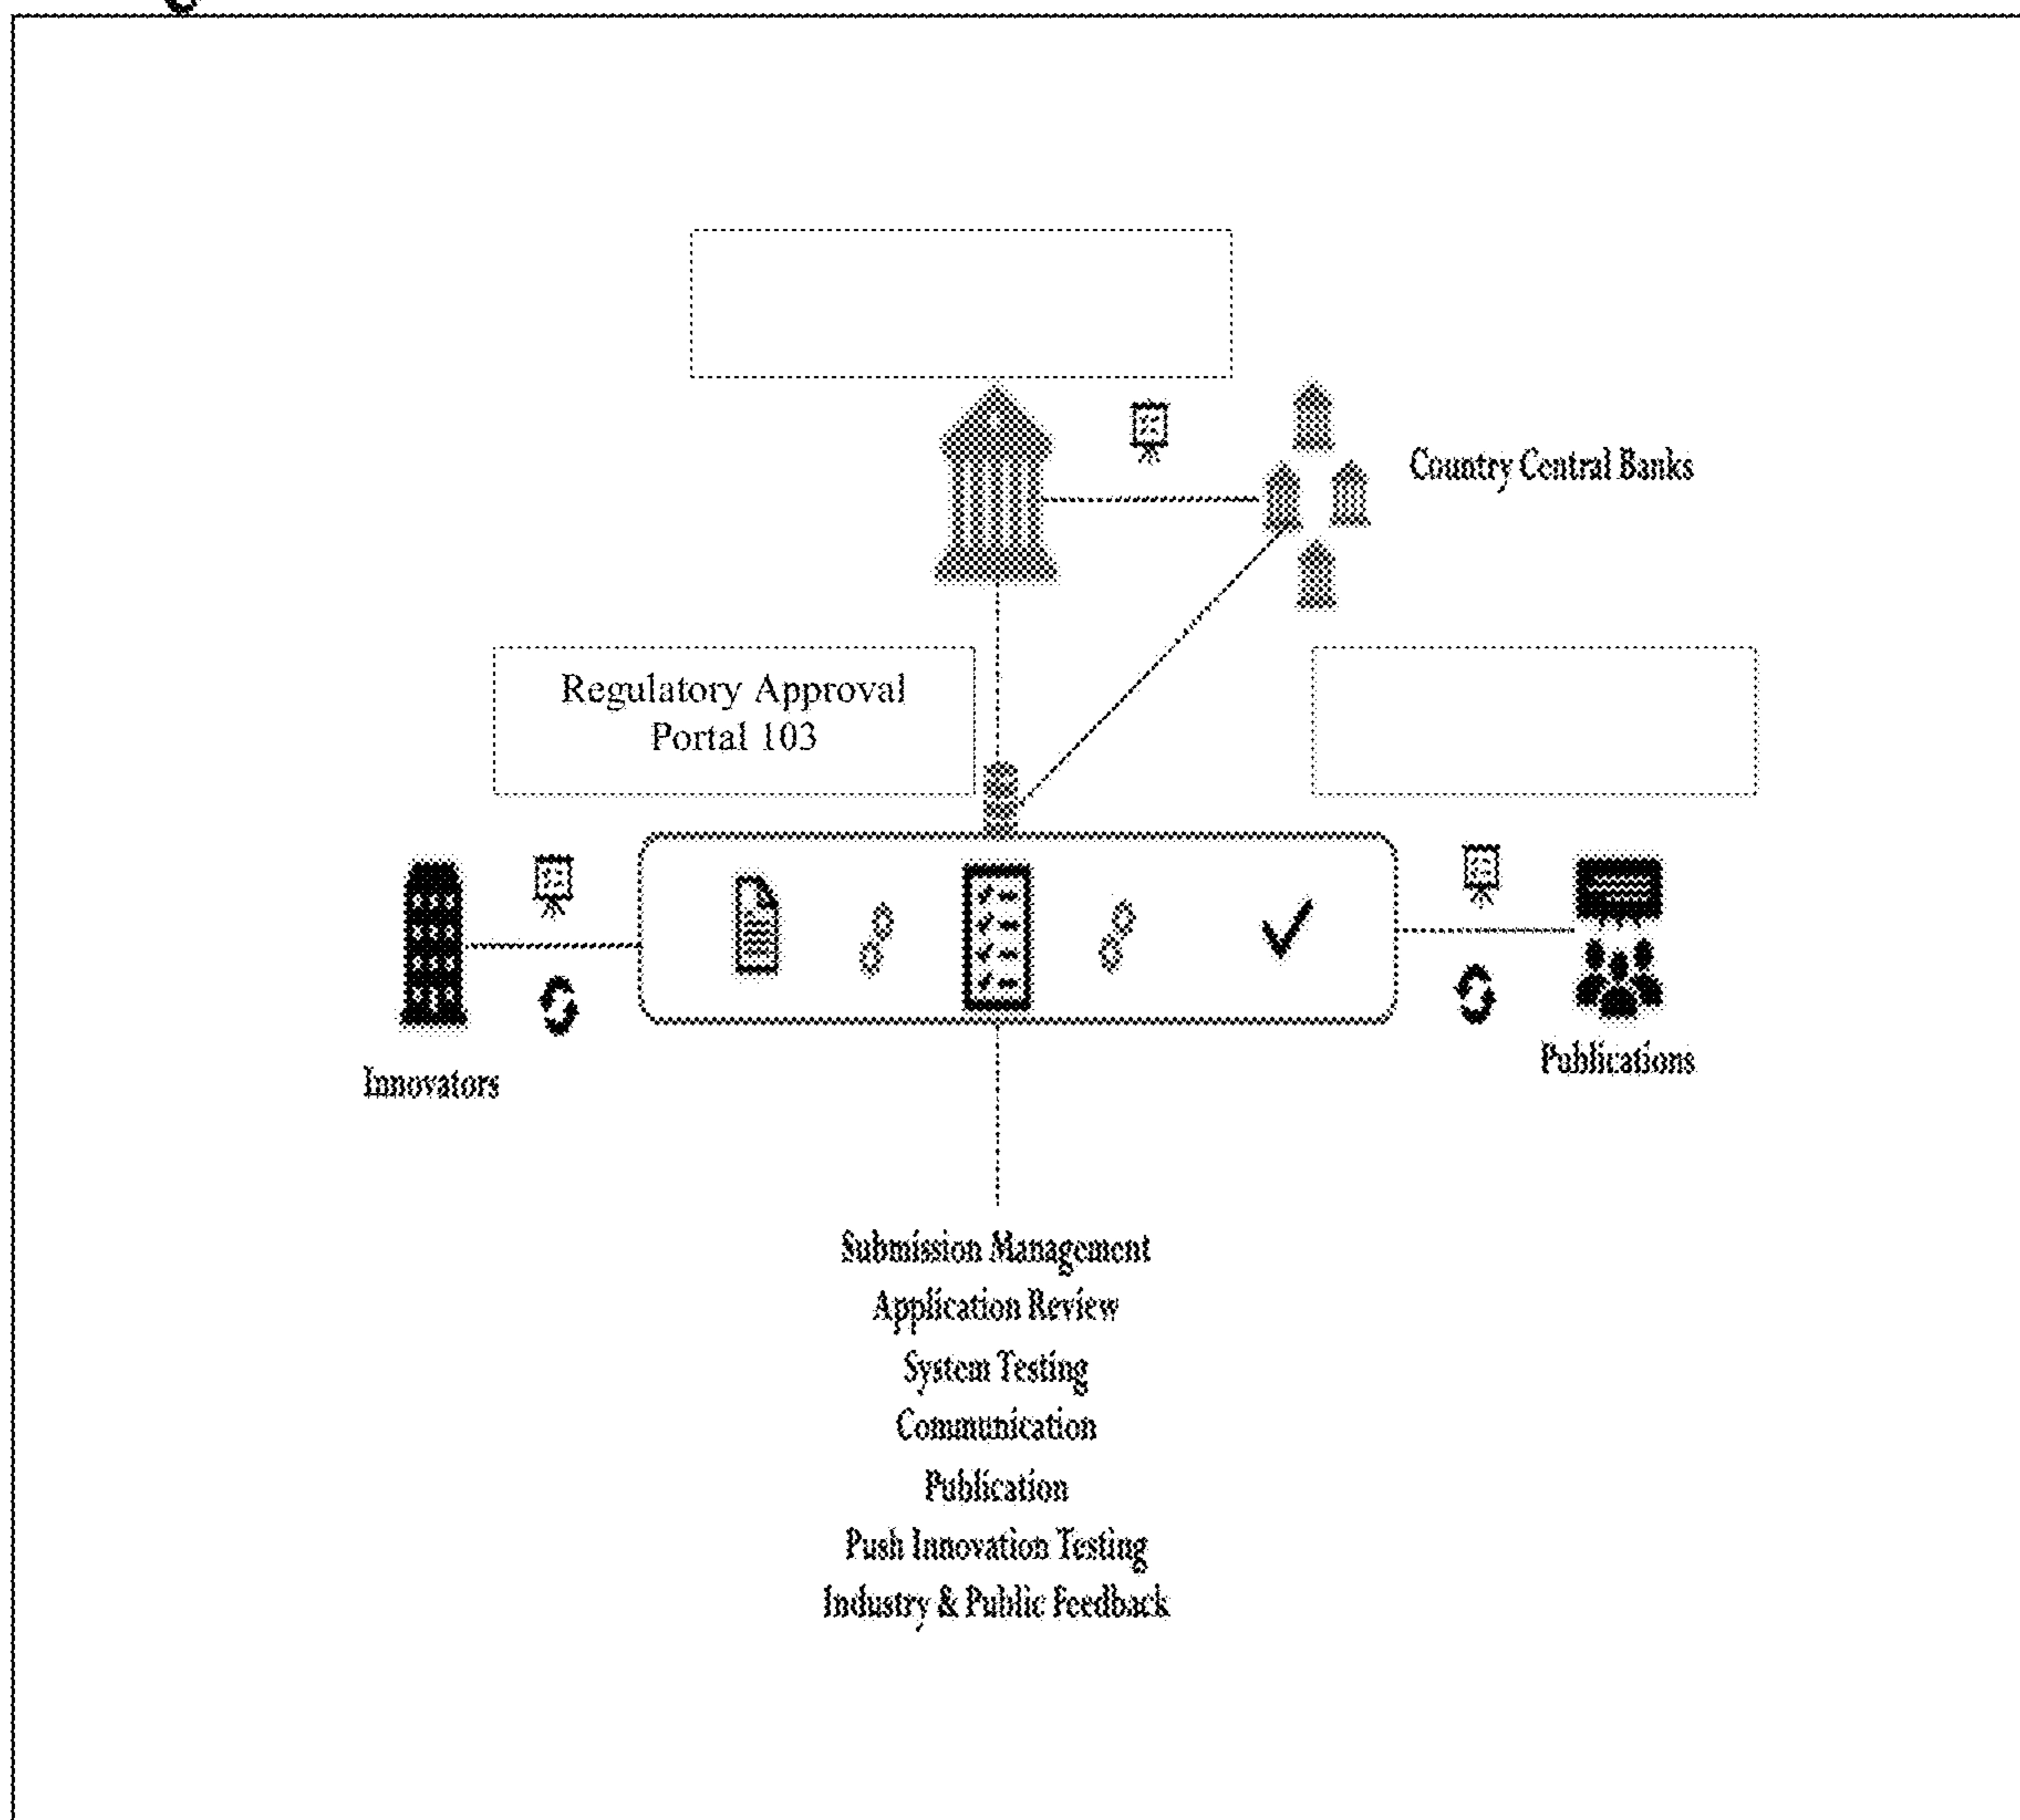 Country Central Banks
Regulatory Approval
Portal 103
Innovators
Publications
Submission Management
Application Review
System Testing
Communication
Publication
Push Innovation Testing
Industry & Public Feedback